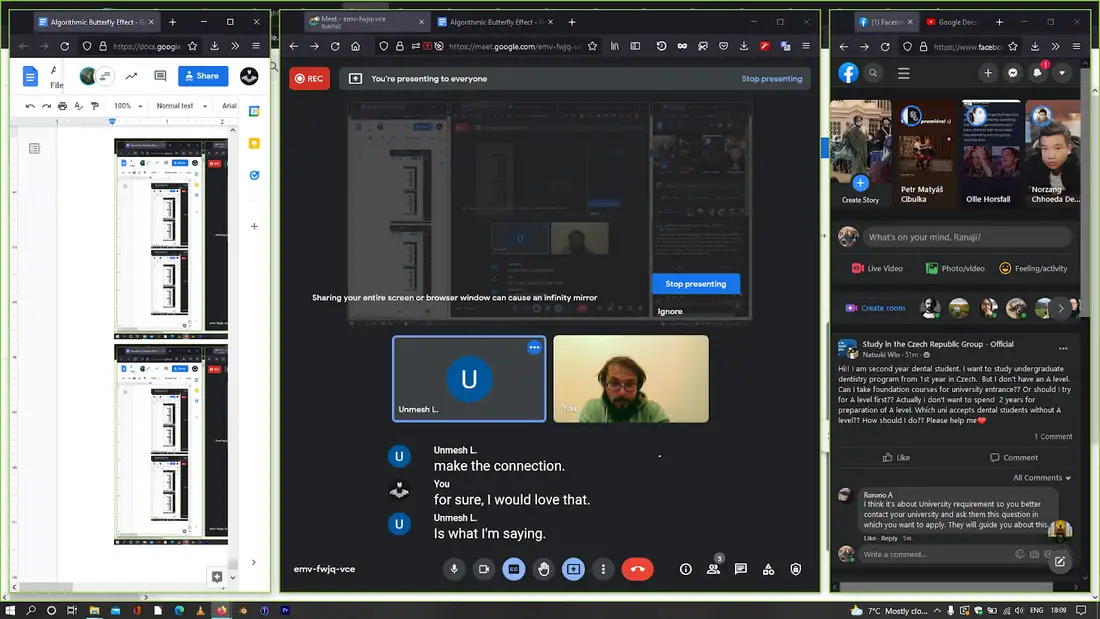 Algorithmic Butterfly Effect - G
https://docs.google
A
File
Share
100%
Normal text
Arial
Meet - emv-fwjq-vce
PLAYING
Algorithmic Butterfly Effect - G
https://meet.google.com/emv-fwjq-v
REC
You're presenting to everyone
Stop presenting
Sharing your entire screen or browser window can cause an infinity mirror
Stop presenting
Ignore
U
Unmesh L.
You
U
Unmesh L.
make the connection.
You
for sure, I would love that.
U
Unmesh L.
Is what I'm saying.
emv-fwjq-vce
3
(1) Facebook
Google Docs
https://www.facebo
1
Create Story
premiéra! :)
Petr Matyáš
Cibulka
Ollie Horsfall
Norzang
Chhoeda De...
What's on your mind, Ranaji?
Live Video
Photo/video
Feeling/activity
Create room
Study in the Czech Republic Group - Official
Natsuki Win · 51m ·
Hi!! I am second year dental student. I want to study undergraduate
dentistry program from 1st year in Czech. But I don't have an A level.
Can I take foundation courses for university entrance?? Or should I try
for A level first?? Actually I don't want to spend 2 years for
preparation of A level. Which uni accepts dental students without A
level?? How should I do?? Please help me❤️
1 Comment
Like
Comment
All Comments
Rorono A
I think it's about University requirement so you better
contact your university and ask them this question in
which you want to apply. They will guide you about this.
Like · Reply · 5m
Write a comment...
7°C Mostly clo...
ENG
18:09